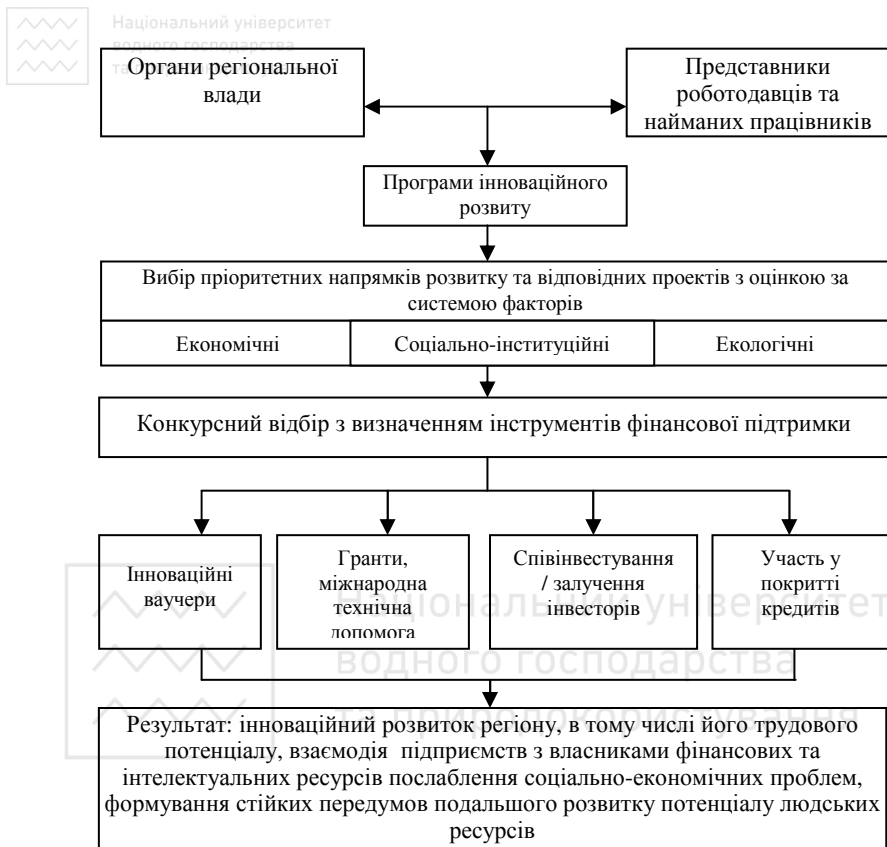 Національний університет
водного господарства
Органи регіональної
влади
Представники
роботодавців та
найманих працівників
Програми інноваційного
розвиту
Вибір пріоритетних напрямків розвитку та відповідних проектів з оцінкою за
системою факторів
Економічні
Соціально-інституційні
Екологічні
Конкурсний відбір з визначенням інструментів фінансової підтримки
Інноваційні
ваучери
Гранти,
міжнародна
технічна
допомога
Співінвестування
/ залучення
інвесторів
Участь у
покритті
кредитів
Національний університет
водного господарства
та природокористування
Результат: інноваційний розвиток регіону, в тому числі його трудового
потенціалу, взаємодія підприємств з власниками фінансових та
інтелектуальних ресурсів послаблення соціально-економічних проблем,
формування стійких передумов подальшого розвитку потенціалу людських
ресурсів